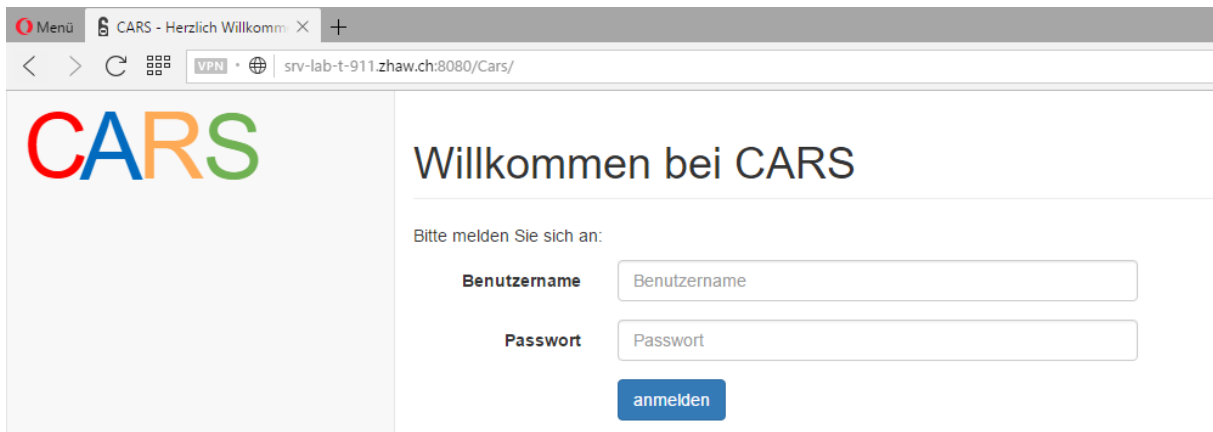 Menü
CARS - Herzlich Willkomm
VPN
srv-lab-t-911.zhaw.ch:8080/Cars/
CARS
Willkommen bei CARS
Bitte melden Sie sich an:
Benutzername Benutzername
Passwort Passwort
anmelden